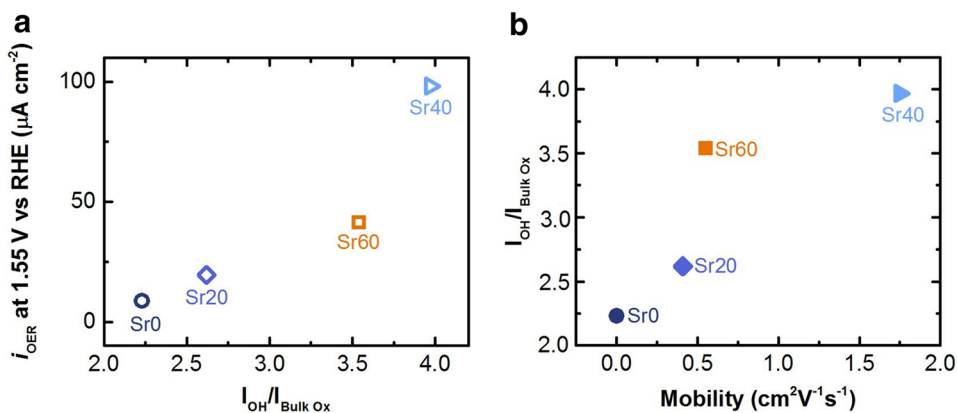 a
i_OER at 1.55 V vs RHE (μA cm⁻²)
100
50
0
Sr40
Sr60
Sr20
Sr0
2.0 2.5 3.0 3.5 4.0
I_OH/I_Bulk Ox
b
I_OH/I_Bulk Ox
4.0
3.5
3.0
2.5
2.0
Sr40
Sr60
Sr20
Sr0
0.0 0.5 1.0 1.5 2.0
Mobility (cm²V⁻¹s⁻¹)